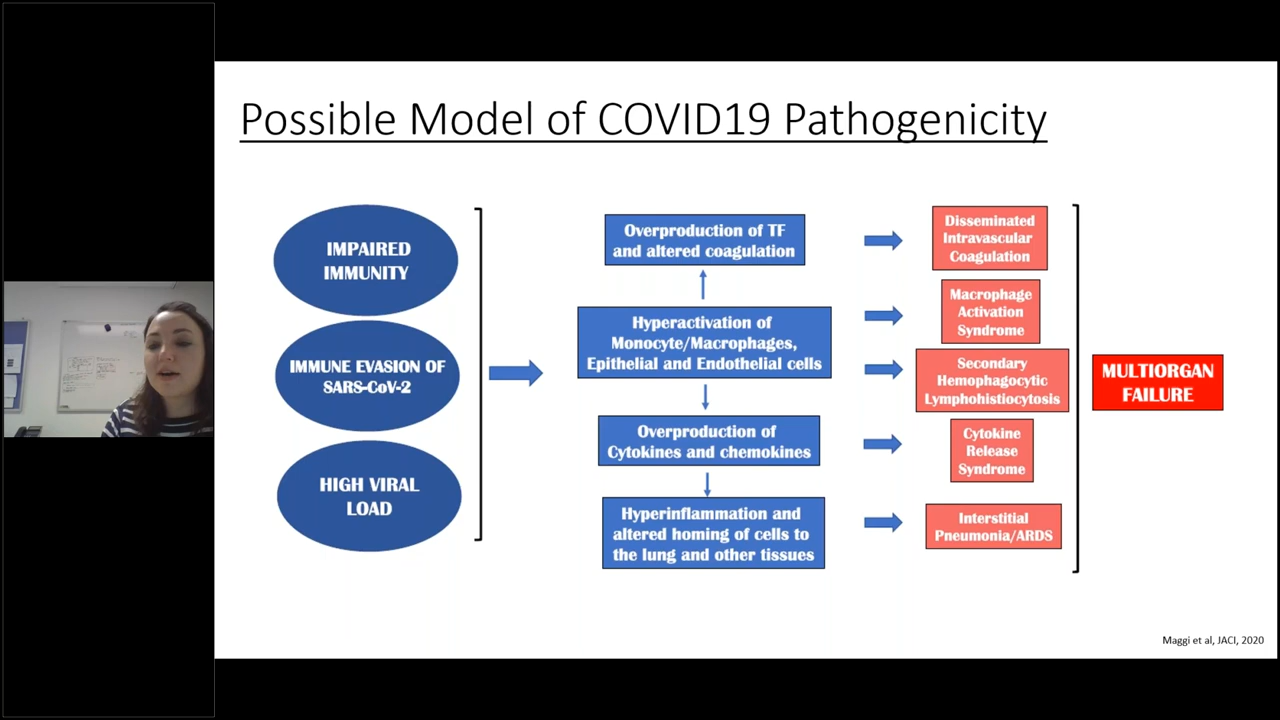 Possible Model of COVID19 Pathogenicity
IMPAIRED
IMMUNITY
IMMUNE EVASION OF
SARS-CoV-2
HIGH VIRAL
LOAD
Overproduction of TF
and altered coagulation
Hyperactivation of
Monocyte/Macrophages,
Epithelial and Endothelial cells
Overproduction of
Cytokines and chemokines
Hyperinflammation and
altered homing of cells to
the lung and other tissues
Disseminated
Intravascular
Coagulation
Macrophage
Activation
Syndrome
Secondary
Hemophagocytic
Lymphohistiocytosis
Cytokine
Release
Syndrome
Interstitial
Pneumonia/ARDS
MULTIORGAN
FAILURE
Maggi et al, JACI, 2020